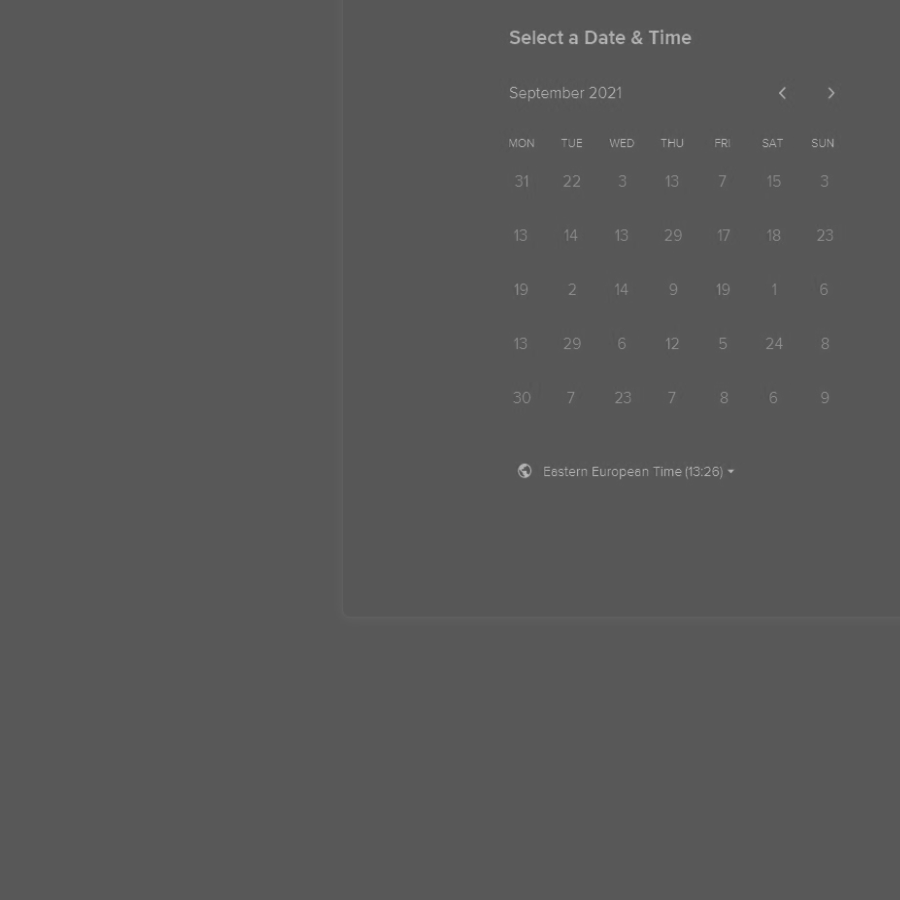 Select a Date & Time
September 2021
MON TUE WED THU FRI SAT SUN
31 22 3 13 7 15 3
13 14 13 29 17 18 23
19 2 14 9 19 1 6
13 29 6 12 5 24 8
30 7 23 7 8 6 9
Eastern European Time (13:26)